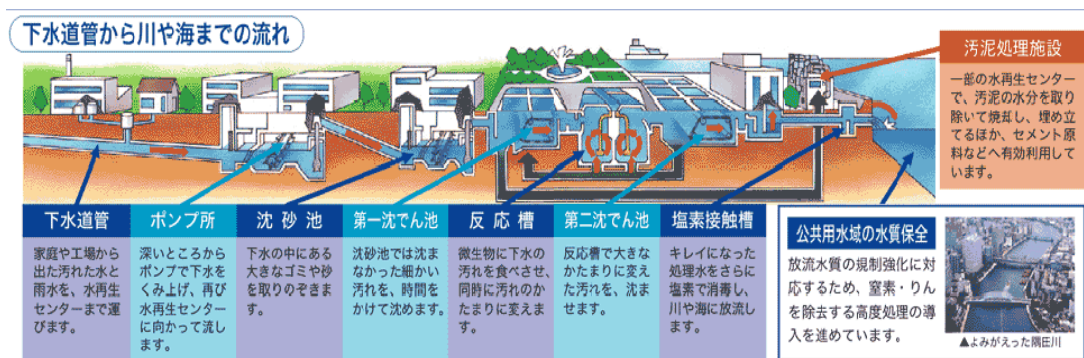 下水道管から川や海までの流れ
汚泥処理施設
一部の水再生センター
で、汚泥の水分を取り
除いて焼却し、埋め立
てるほか、セメント原
料などへ有効利用して
います。
下水道管
家庭や工場から
出た汚れた水と
雨水を、水再生
センターまで運
びます。
ポンプ所
深いところから
ポンプで下水を
くみ上げ、再び
水再生センター
に向かって流し
ます。
沈砂池
下水の中にある
大きなゴミや砂
を取りのぞきま
す。
第一沈でん池
沈砂池では沈ま
なかった細かい
汚れを、時間を
かけて沈めます。
反応槽
微生物に下水の
汚れを食べさせ、
同時に汚れのか
たまりに変えま
す。
第二沈でん池
反応槽で大きな
かたまりに変え
た汚れを、沈ま
せます。
塩素接触槽
キレイになった
処理水をさらに
塩素で消毒し、
川や海に放流し
ます。
公共用水域の水質保全
放流水質の規制強化に対
応するため、窒素・りん
を除去する高度処理の導
入を進めています。
▲よみがえった隅田川